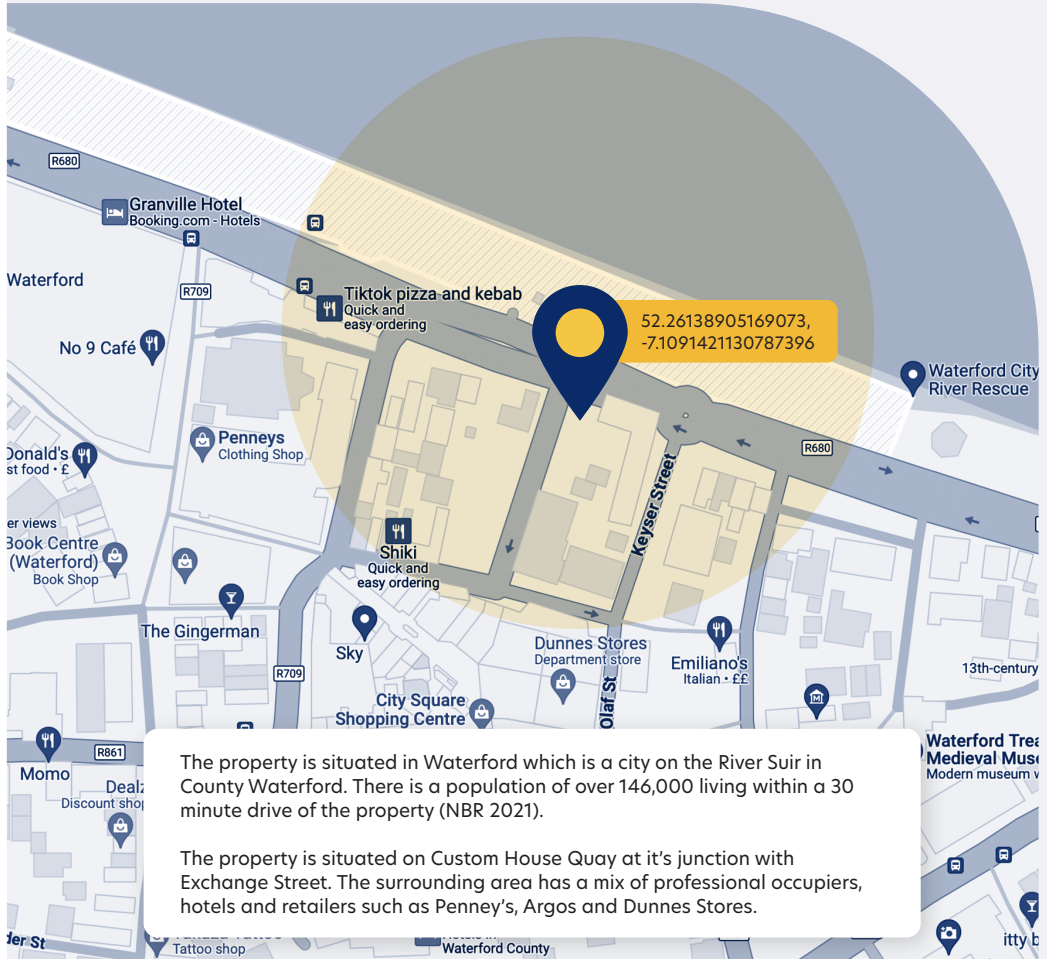 R680
Granville Hotel
Booking.com - Hotels
Waterford
R709
Tiktok pizza and kebab
Quick and
easy ordering
52.26138905169073,
-7.1091421130787396
No 9 Café
Waterford City
River Rescue
Penneys
Clothing Shop
Donald's
st food • £
R680
Keyser Street
er views
Book Centre
(Waterford)
Book Shop
Shiki
Quick and
easy ordering
The Gingerman
Sky
Dunnes Stores
Department store
Emiliano's
Italian • ££
13th-century
R709
City Square
Shopping Centre
Olaf St
Momo
R861
Dealz
Discount shop
Waterford Trea
Medieval Muse
Modern museum w
The property is situated in Waterford which is a city on the River Suir in
County Waterford. There is a population of over 146,000 living within a 30
minute drive of the property (NBR 2021).
The property is situated on Custom House Quay at it's junction with
Exchange Street. The surrounding area has a mix of professional occupiers,
hotels and retailers such as Penney's, Argos and Dunnes Stores.
der St
Tattoo shop
Waterford County
itty b